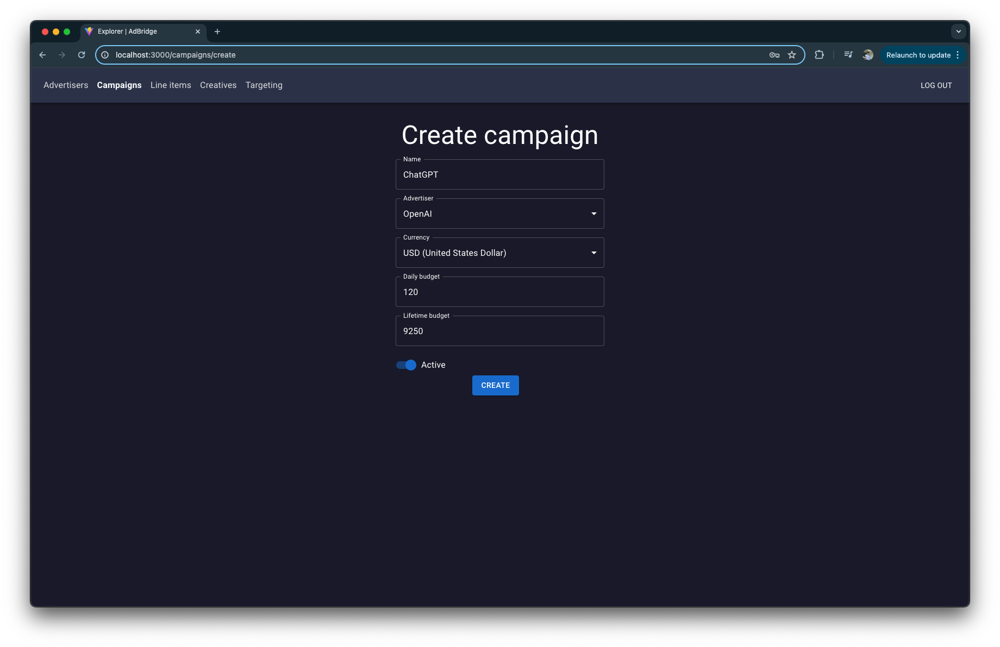 Explorer | AdBridge
localhost:3000/campaigns/create
Relaunch to update
Advertisers Campaigns Line items Creatives Targeting LOG OUT
Create campaign
Name
ChatGPT
Advertiser
OpenAI
Currency
USD (United States Dollar)
Daily budget
120
Lifetime budget
9250
Active
CREATE